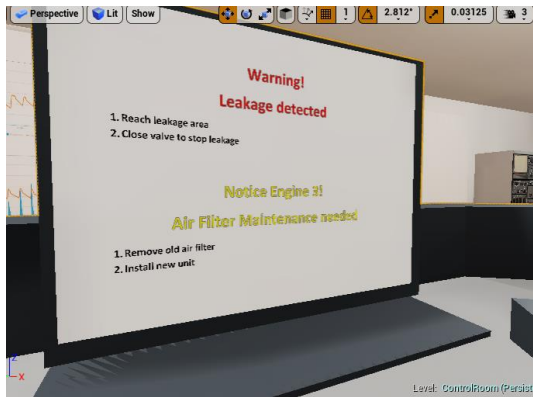 Perspective Lit Show 1 2.812° 0.03125 3
Warning!
Leakage detected
1. Reach leakage area
2. Close valve to stop leakage
Notice Engine 3!
Air Filter Maintenance needed
1. Remove old air filter
2. Install new unit
Z
X
Level: ControlRoom (Persist